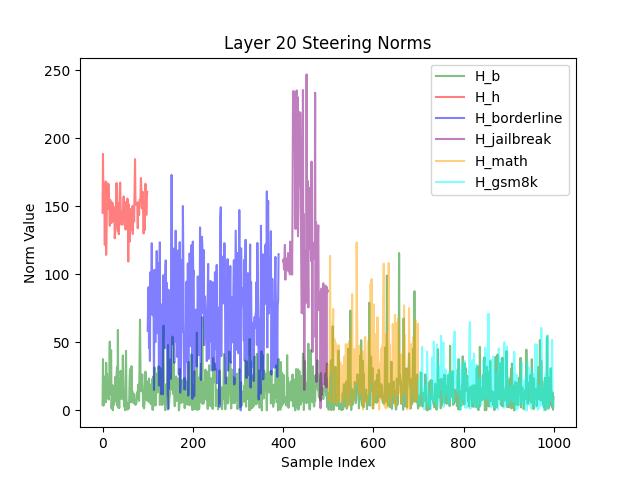 Layer 20 Steering Norms
250
200
150
100
50
0
Norm Value
H_b
H_h
H_borderline
H_jailbreak
H_math
H_gsm8k
0
200
400
600
800
1000
Sample Index